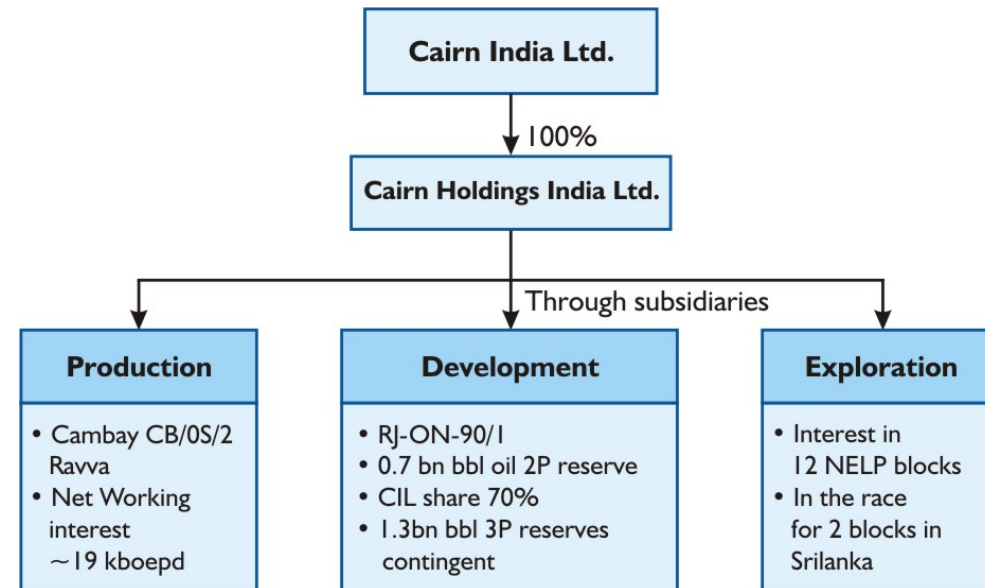 Cairn India Ltd.
100%
Cairn Holdings India Ltd.
Through subsidiaries
Production
• Cambay CB/0S/2
Ravva
• Net Working
interest
~19 kboepd
Development
• RJ-ON-90/1
• 0.7 bn bbl oil 2P reserve
• CIL share 70%
• 1.3bn bbl 3P reserves
contingent
Exploration
• Interest in
12 NELP blocks
• In the race
for 2 blocks in
Srilanka